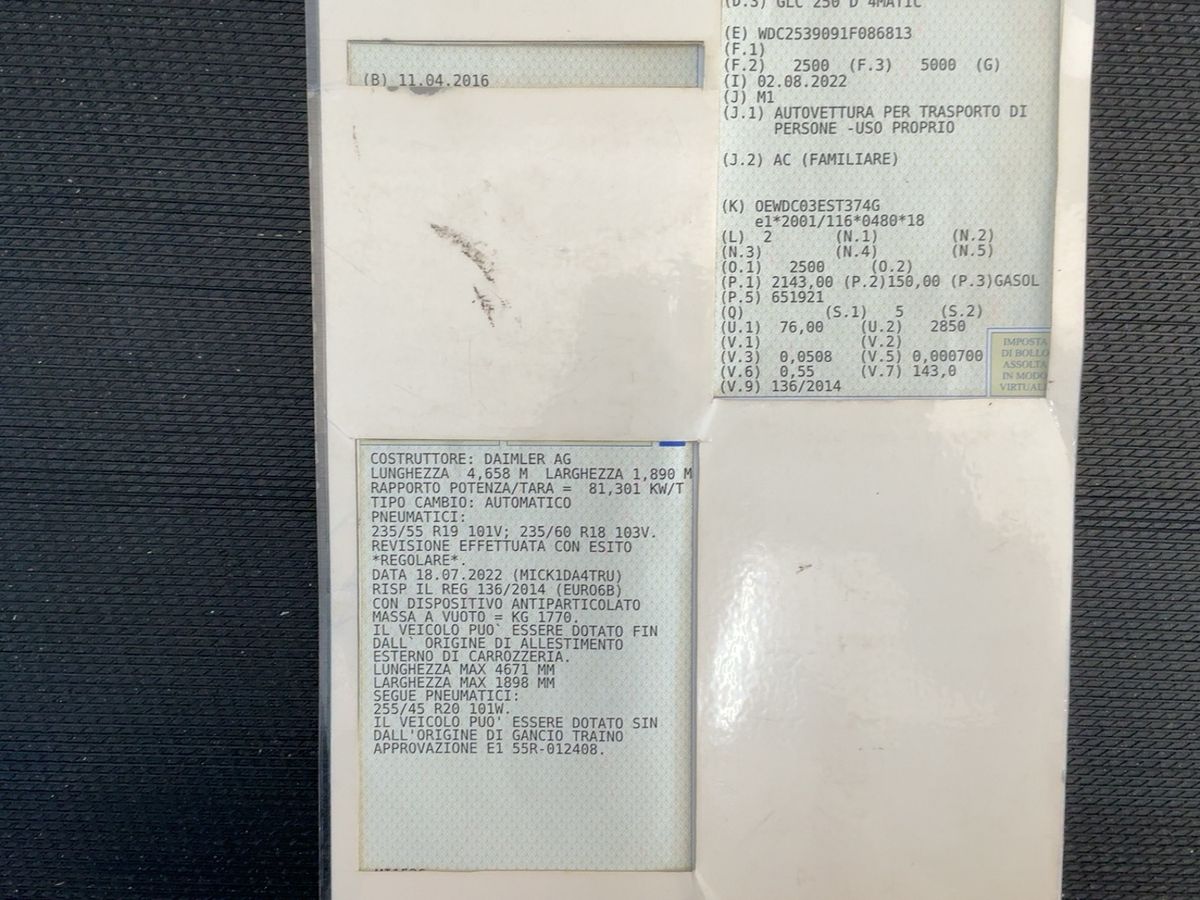 (B) 11.04.2016
(D.3) GLC 250 D 4MATIC
(E) WDC2539091F086813
(F.1)
(F.2) 2500 (F.3) 5000 (G)
(I) 02.08.2022
(J) M1
(J.1) AUTOVETTURA PER TRASPORTO DI
PERSONE -USO PROPRIO
(J.2) AC (FAMILIARE)
(K) OEWDC03EST374G
e1*2001/116*0480*18
(L) 2 (N.1) (N.2)
(N.3) (N.4) (N.5)
(O.1) 2500 (O.2)
(P.1) 2143,00 (P.2)150,00 (P.3)GASOL
(P.5) 651921
(Q) (S.1) 5 (S.2)
(U.1) 76,00 (U.2) 2850
(V.1) (V.2)
(V.3) 0,0508 (V.5) 0,000700
(V.6) 0,55 (V.7) 143,0
(V.9) 136/2014
IMPOSTA
DI BOLLO
ASSOLTA
IN MODO
VIRTUAL
COSTRUTTORE: DAIMLER AG
LUNGHEZZA 4,658 M LARGHEZZA 1,890 M
RAPPORTO POTENZA/TARA = 81,301 KW/T
TIPO CAMBIO: AUTOMATICO
PNEUMATICI:
235/55 R19 101V; 235/60 R18 103V.
REVISIONE EFFETTUATA CON ESITO
*REGOLARE*.
DATA 18.07.2022 (MICK1DA4TRU)
RISP IL REG 136/2014 (EURO6B)
CON DISPOSITIVO ANTIPARTICOLATO
MASSA A VUOTO = KG 1770.
IL VEICOLO PUO` ESSERE DOTATO FIN
DALL` ORIGINE DI ALLESTIMENTO
ESTERNO DI CARROZZERIA.
LUNGHEZZA MAX 4671 MM
LARGHEZZA MAX 1898 MM
SEGUE PNEUMATICI:
255/45 R20 101W.
IL VEICOLO PUO' ESSERE DOTATO SIN
DALL'ORIGINE DI GANCIO TRAINO
APPROVAZIONE E1 55R-012408.